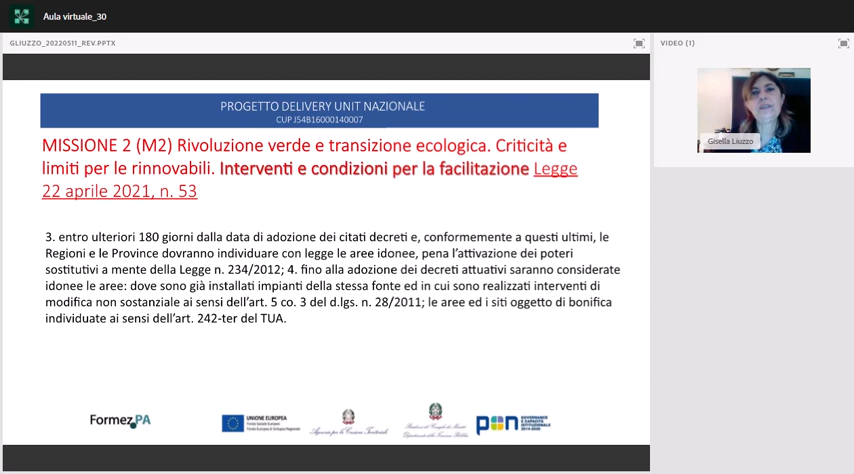 Aula virtuale_30
GLIUZZO_20220511_REV.PPTX
VIDEO (1)
PROGETTO DELIVERY UNIT NAZIONALE
CUP J54B16000140007
MISSIONE 2 (M2) Rivoluzione verde e transizione ecologica. Criticità e
limiti per le rinnovabili. Interventi e condizioni per la facilitazione Legge
22 aprile 2021, n. 53
Gisella Liuzzo
3. entro ulteriori 180 giorni dalla data di adozione dei citati decreti e, conformemente a questi ultimi, le
Regioni e le Province dovranno individuare con legge le aree idonee, pena l'attivazione dei poteri
sostitutivi a mente della Legge n. 234/2012; 4. fino alla adozione dei decreti attuativi saranno considerate
idonee le aree: dove sono già installati impianti della stessa fonte ed in cui sono realizzati interventi di
modifica non sostanziale ai sensi dell'art. 5 co. 3 del d.lgs. n. 28/2011; le aree ed i siti oggetto di bonifica
individuate ai sensi dell'art. 242-ter del TUA.
Formez PA
UNIONE EUROPEA
Fondo Sociale Europeo
Fondo Europeo di Sviluppo Regionale
Agenzia per la Coesione Territoriale
pon
GOVERNANCE
E CAPACITÀ
ISTITUZIONALE
2014-2020